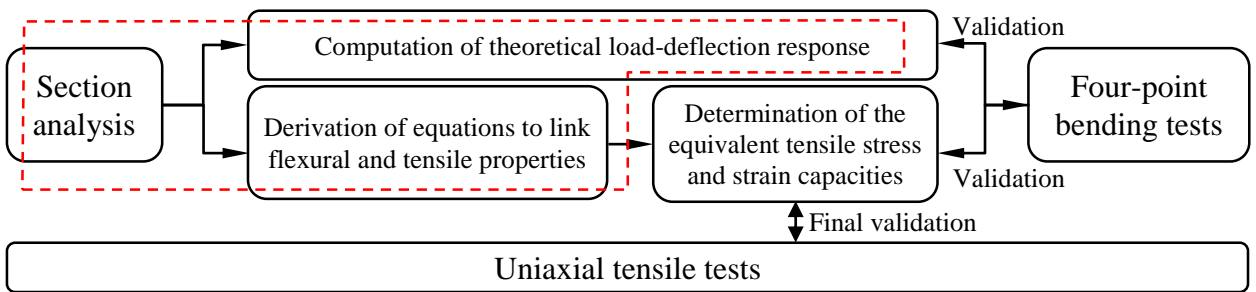 Computation of theoretical load-deflection response
Validation
Section
analysis
Derivation of equations to link
flexural and tensile properties
Determination of the
equivalent tensile stress
and strain capacities
Four-point
bending tests
Validation
Final validation
Uniaxial tensile tests